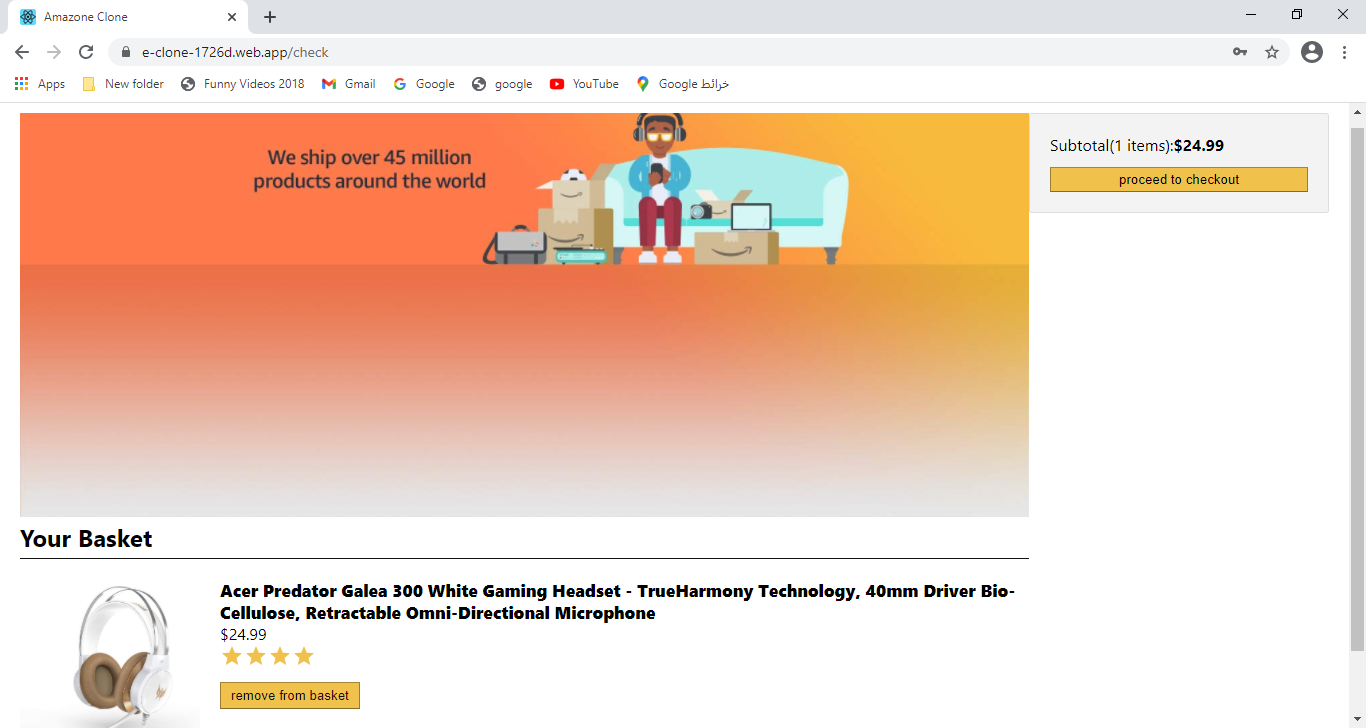 Amazone Clone
e-clone-1726d.web.app/check
Apps
New folder
Funny Videos 2018
Gmail
Google
google
YouTube
Google خرائط
We ship over 45 million
products around the world
Subtotal(1 items):$24.99
proceed to checkout
Your Basket
Acer Predator Galea 300 White Gaming Headset - TrueHarmony Technology, 40mm Driver Bio-
Cellulose, Retractable Omni-Directional Microphone
$24.99
remove from basket